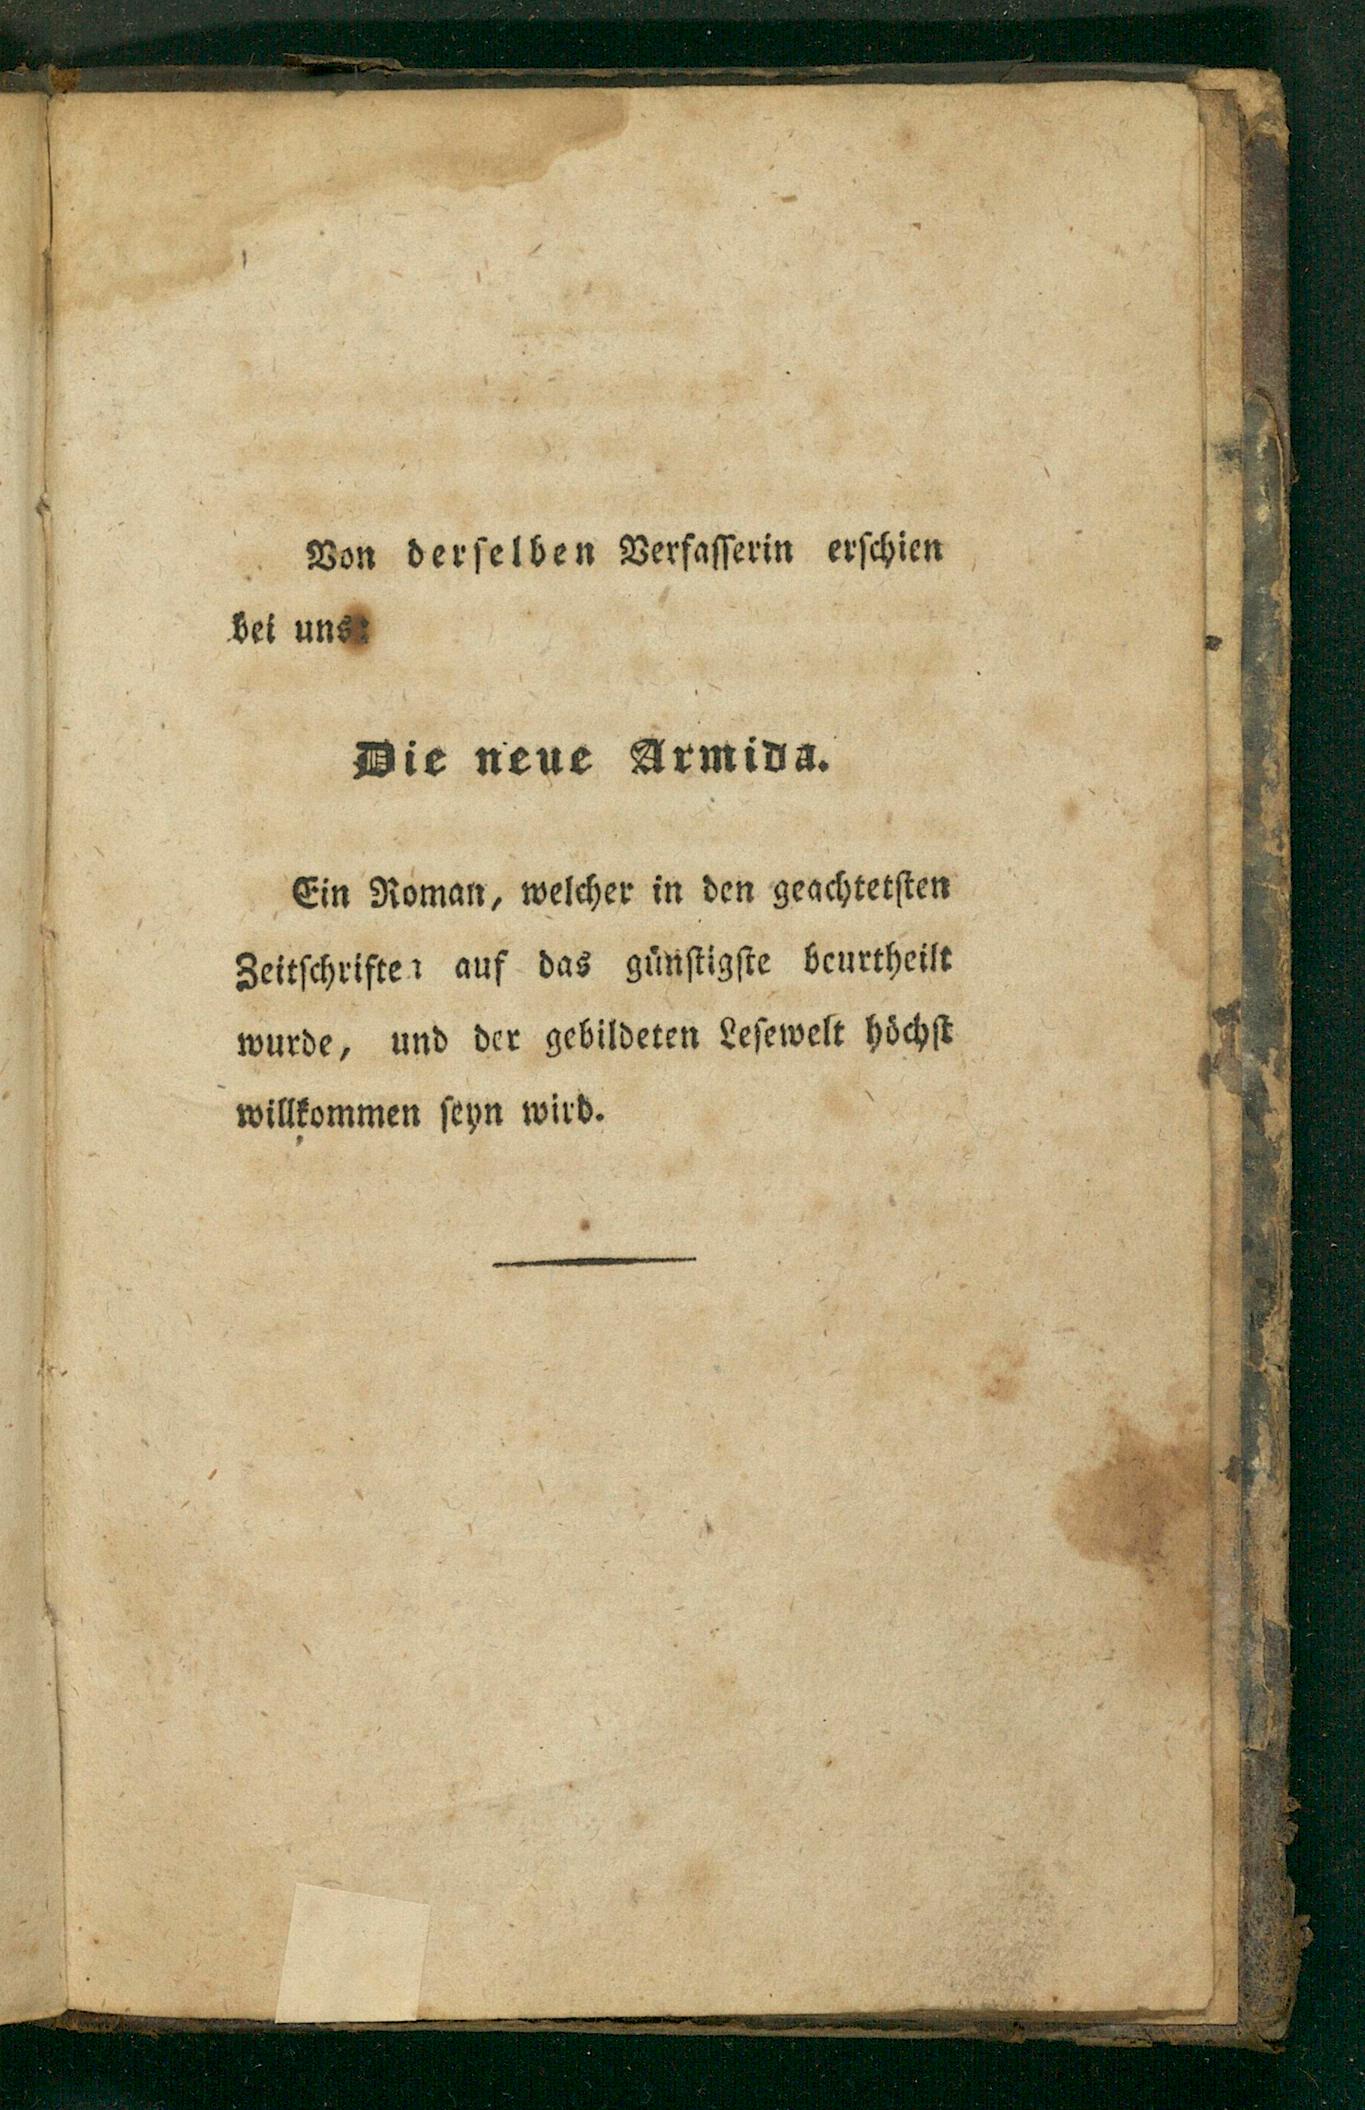 Von derſelben Verfaſſerin erſchien
bei uns:
Die neue Armida.
Ein Roman, welcher in den geachtetſten
Zeitſchriften auf das günſtigſte beurtheilt
wurde, und der gebildeten Leſewelt höchſt
willkommen ſeyn wird.